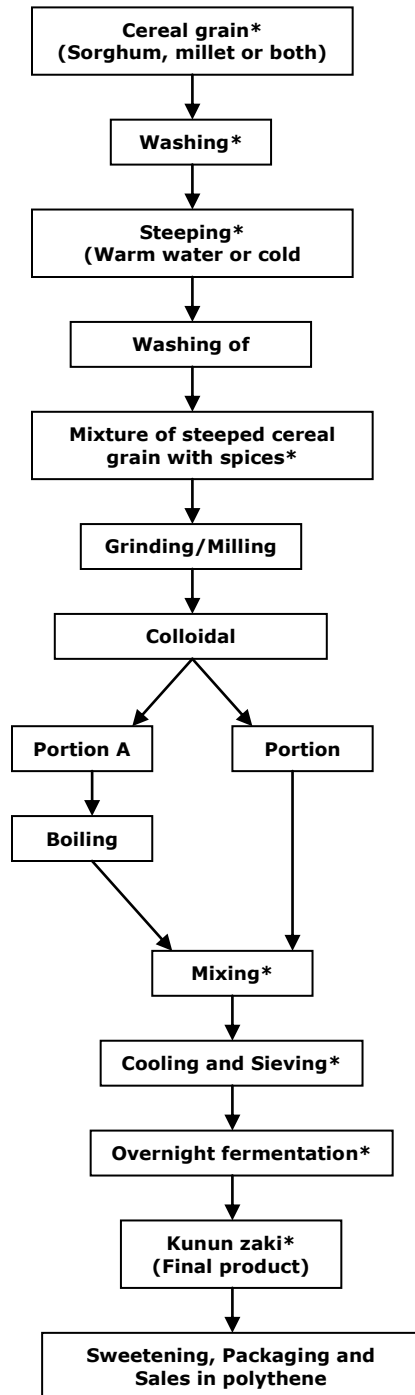 Cereal grain*
(Sorghum, millet or both)
Washing*
Steeping*
(Warm water or cold
Washing of
Mixture of steeped cereal
grain with spices*
Grinding/Milling
Colloidal
Portion A
Portion
Boiling
Mixing*
Cooling and Sieving*
Overnight fermentation*
Kunun zaki*
(Final product)
Sweetening, Packaging and
Sales in polythene